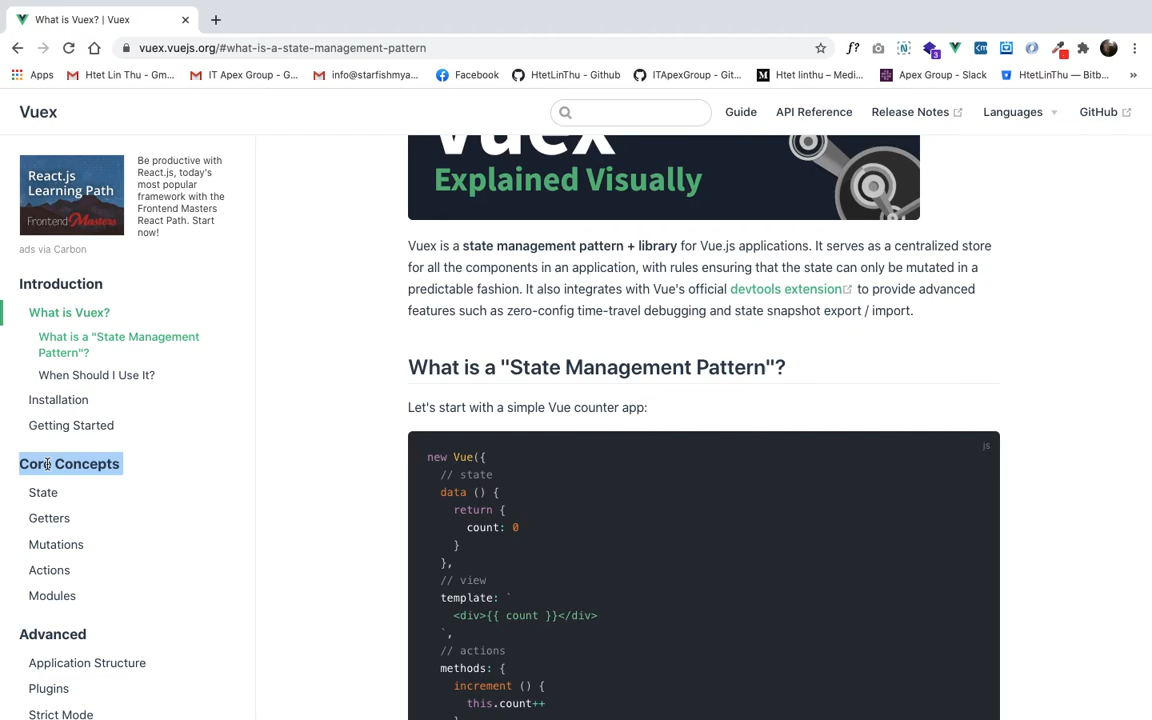 What is Vuex? | Vuex
vuex.vuejs.org/#what-is-a-state-management-pattern
f?
3
Apps
Htet Lin Thu - Gm...
IT Apex Group - G...
info@starfishmya...
Facebook
HtetLinThu - Github
ITApexGroup - Git...
Htet linthu – Medi...
Apex Group - Slack
HtetLinThu — Bitb...
»
Vuex
Guide
API Reference
Release Notes
Languages
GitHub
React.js
Learning Path
Frontend Masters
Be productive with
React.js, today's
most popular
framework with the
Frontend Masters
React Path. Start
now!
ads via Carbon
Introduction
What is Vuex?
What is a "State Management
Pattern"?
When Should I Use It?
Installation
Getting Started
Core Concepts
State
Getters
Mutations
Actions
Modules
Advanced
Application Structure
Plugins
Strict Mode
vuex
Explained Visually
Vuex is a state management pattern + library for Vue.js applications. It serves as a centralized store
for all the components in an application, with rules ensuring that the state can only be mutated in a
predictable fashion. It also integrates with Vue's official devtools extension to provide advanced
features such as zero-config time-travel debugging and state snapshot export / import.
What is a "State Management Pattern"?
Let's start with a simple Vue counter app:
js
new Vue({
// state
data () {
return {
count: 0
}
},
// view
template: `
<div>{{ count }}</div>
`,
// actions
methods: {
increment () {
this.count++
}